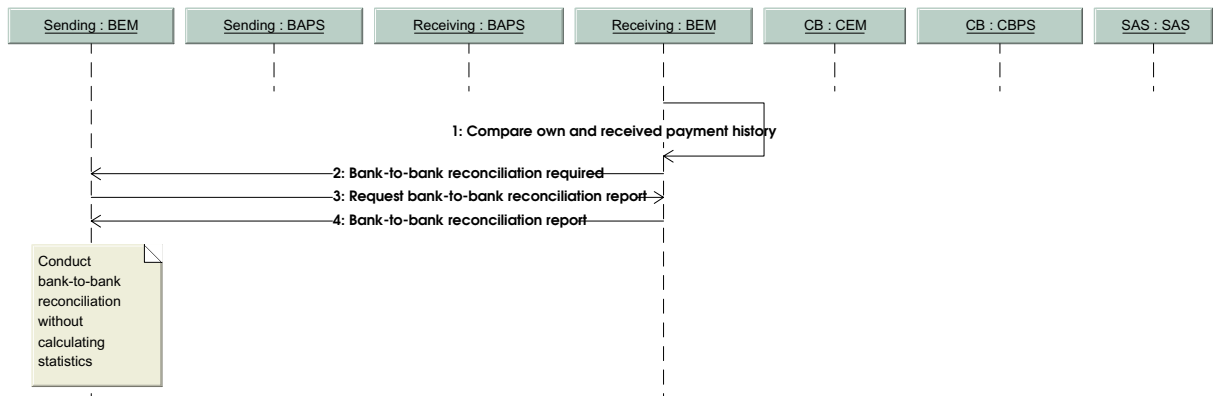 Sending : BEM
Sending : BAPS
Receiving : BAPS
Receiving : BEM
CB : CEM
CB : CBPS
SAS : SAS
1: Compare own and received payment history
2: Bank-to-bank reconciliation required
3: Request bank-to-bank reconciliation report
4: Bank-to-bank reconciliation report
Conduct
bank-to-bank
reconciliation
without
calculating
statistics